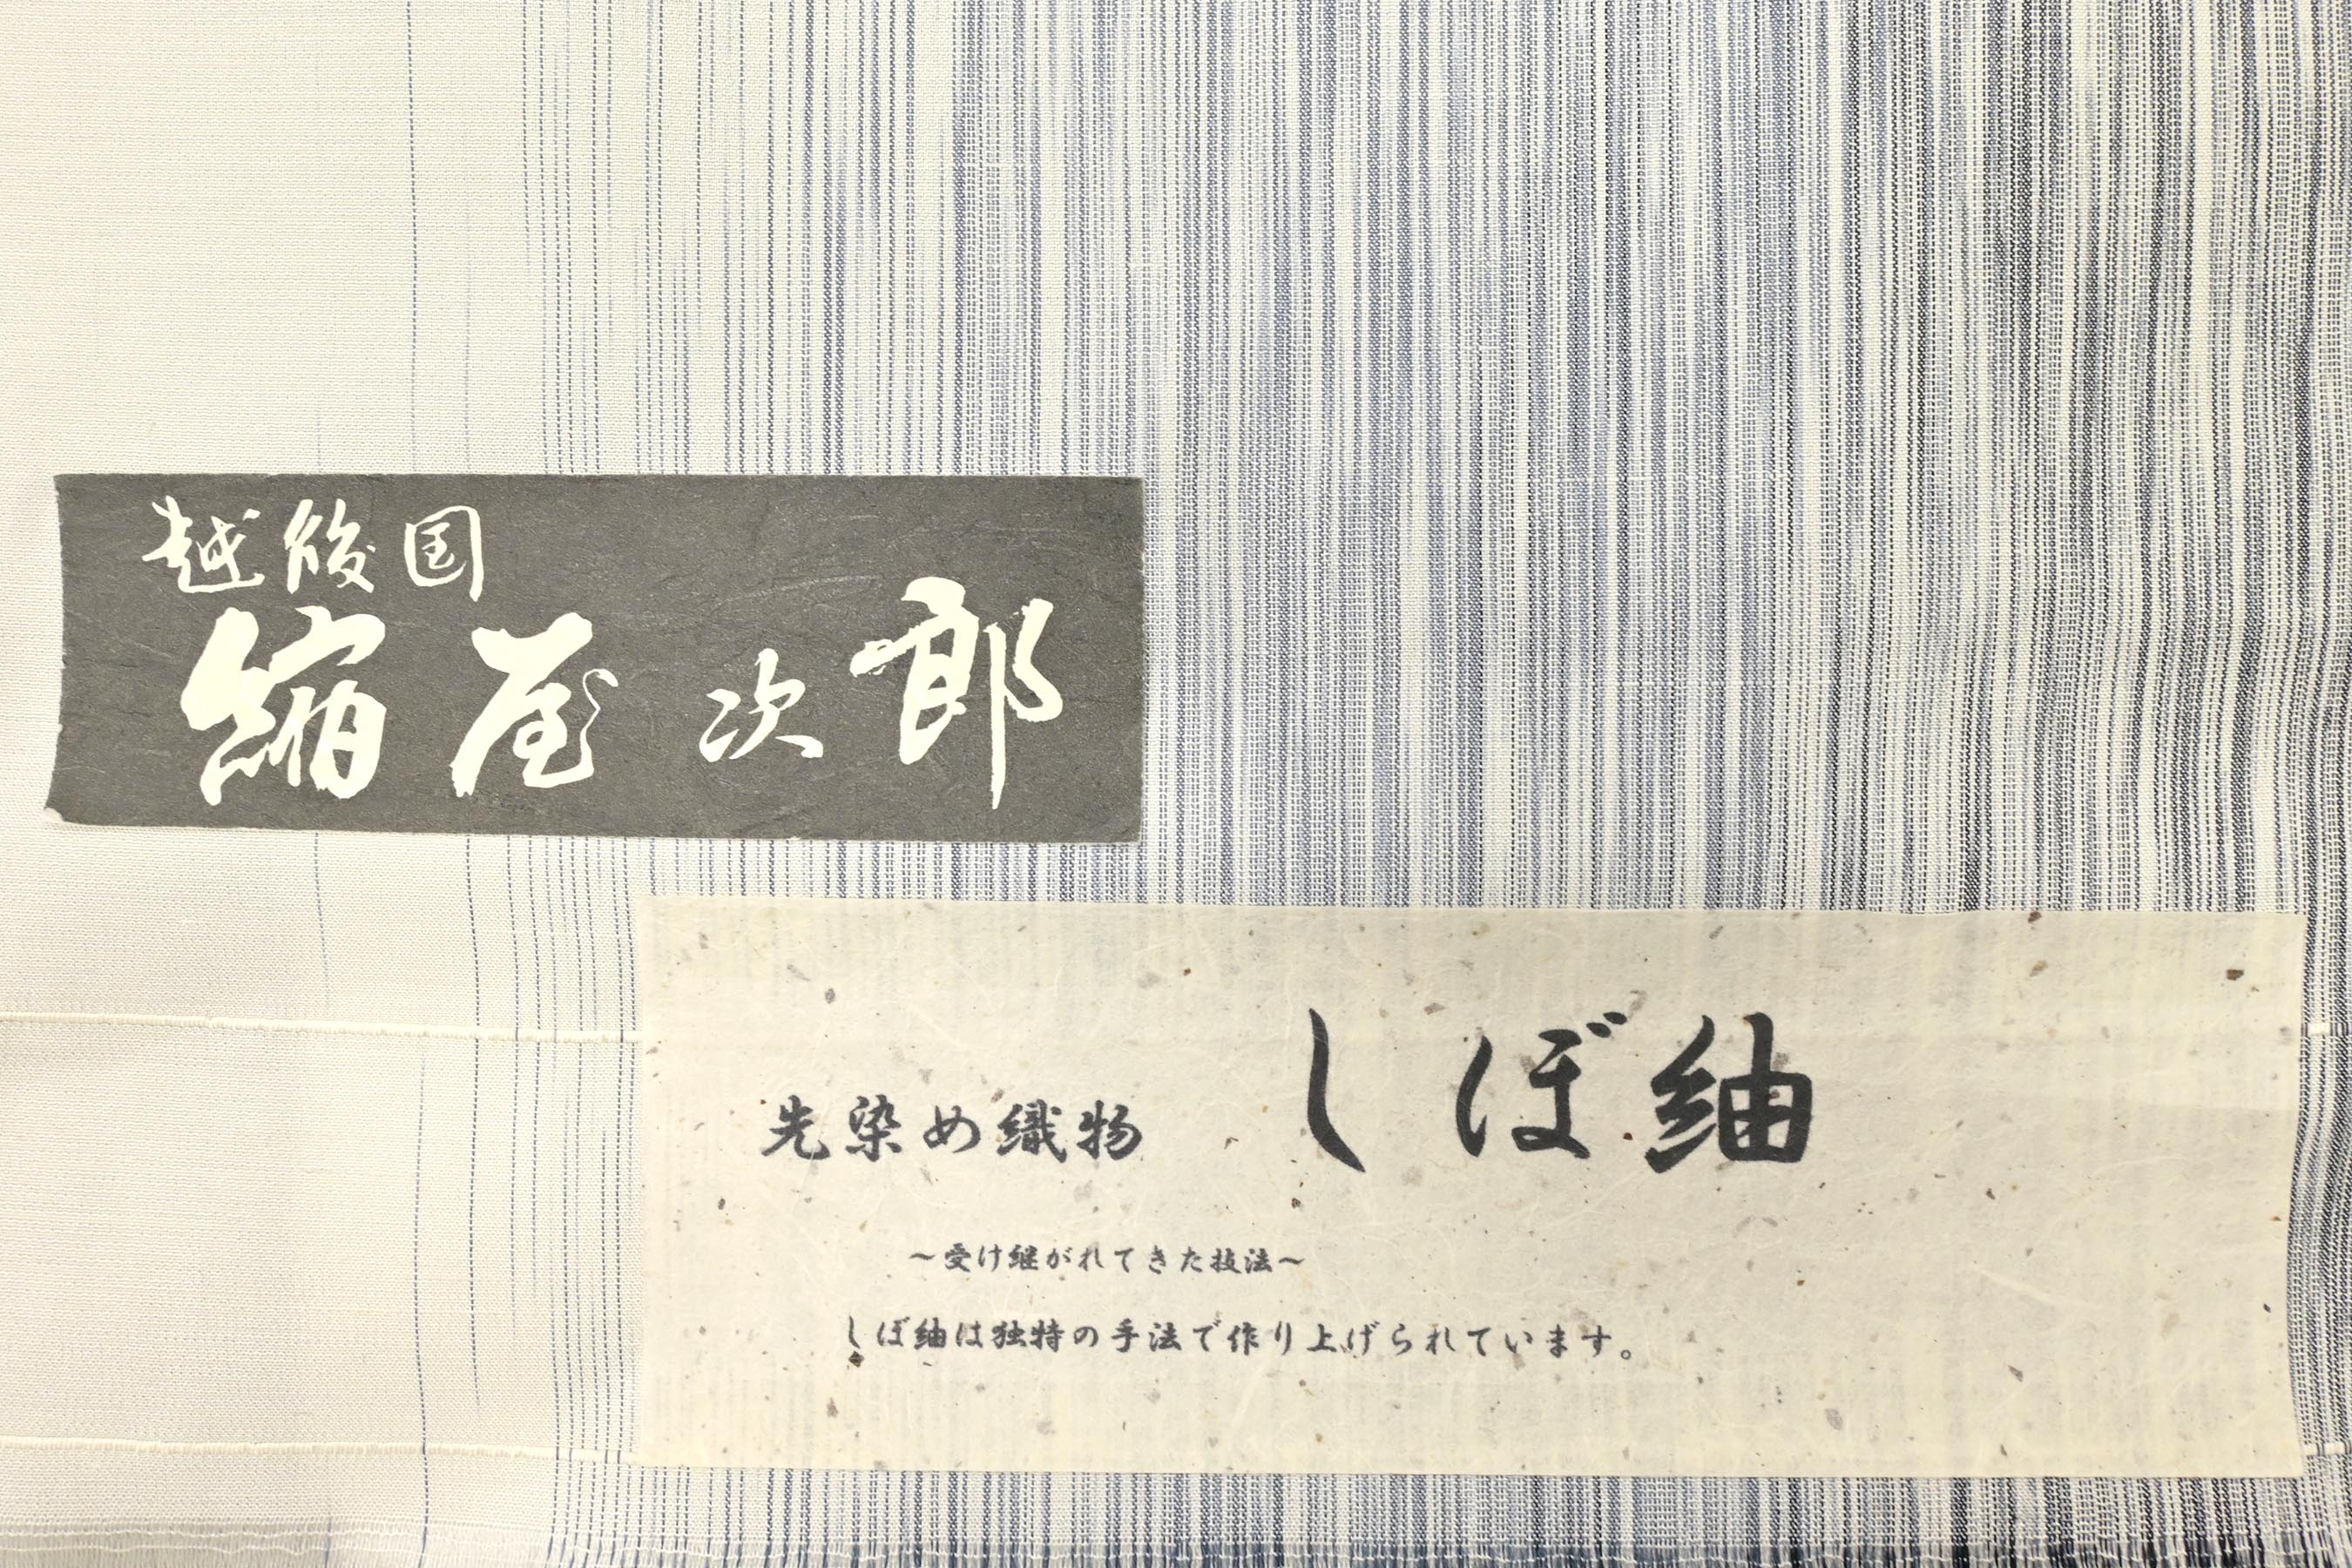 越後国
縮屋次郎
先染め織物 しぼ紬
～受け継がれてきた技法～
しぼ紬は独特の手法で作り上げられています。